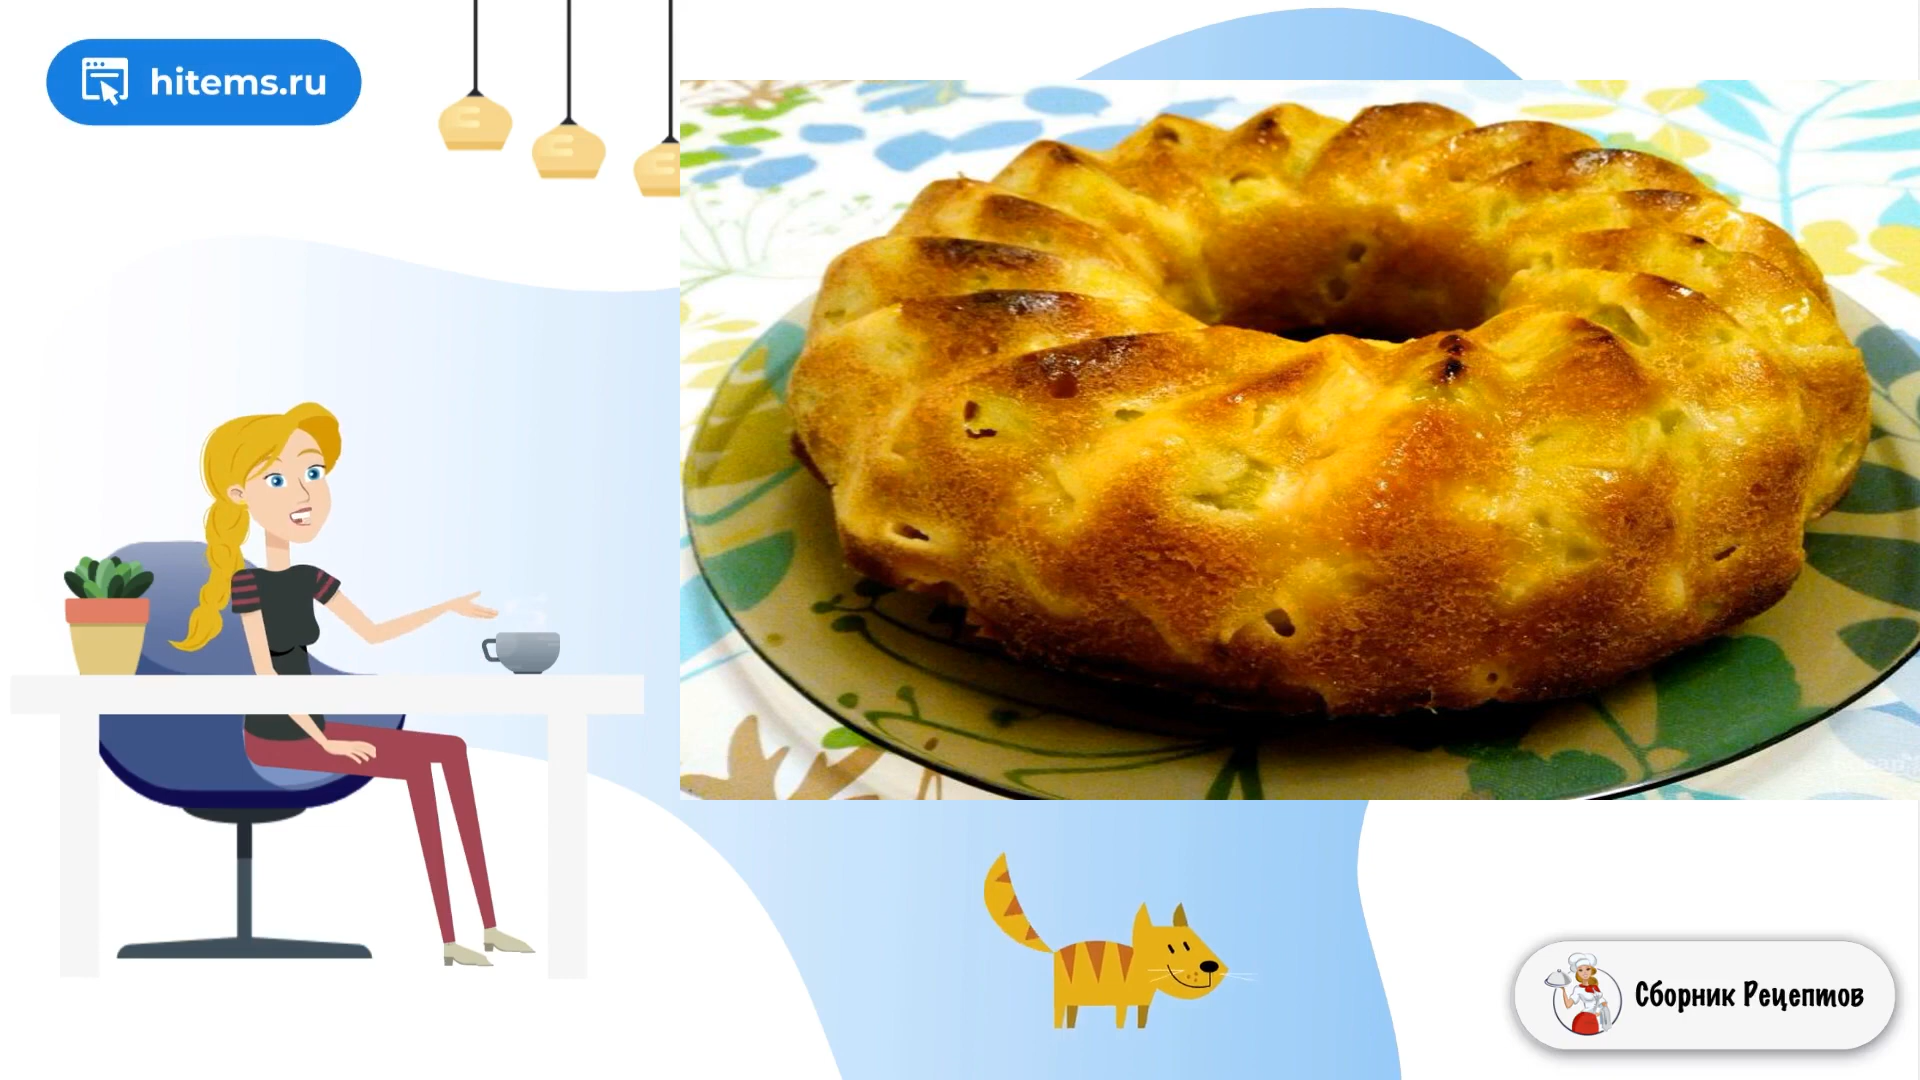 hitems.ru
Сборник Рецептов